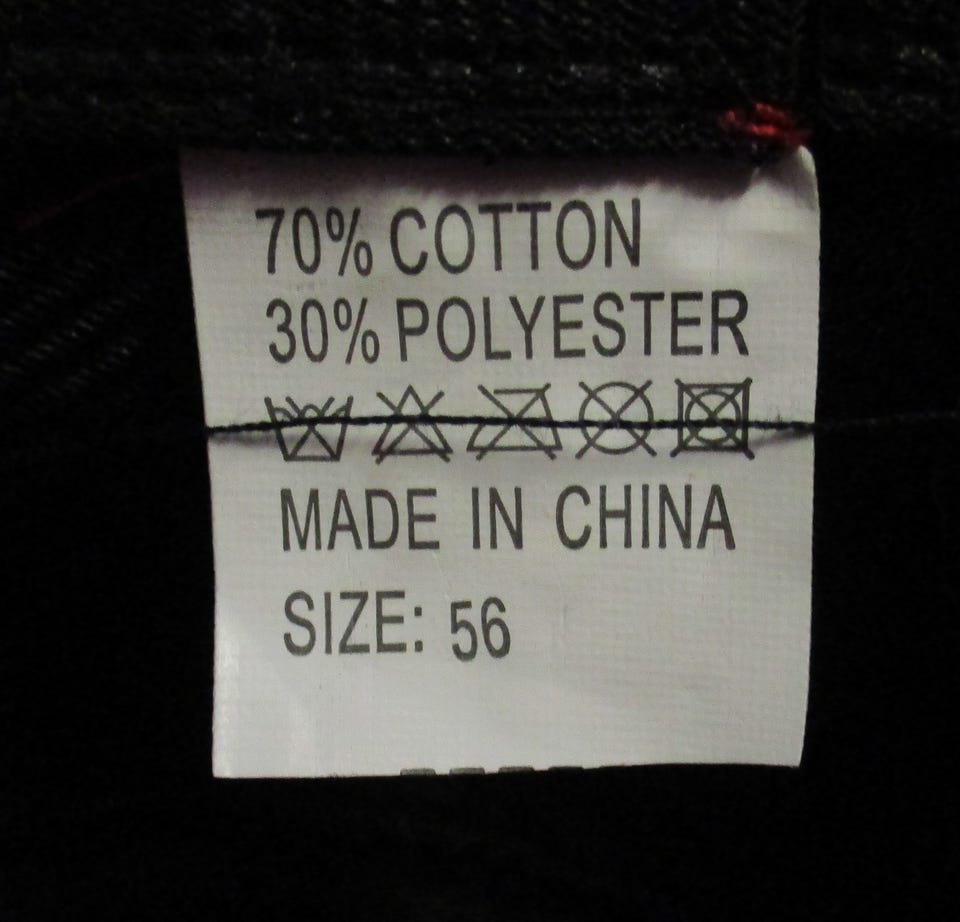 70% COTTON
30% POLYESTER
MADE IN CHINA
SIZE: 56